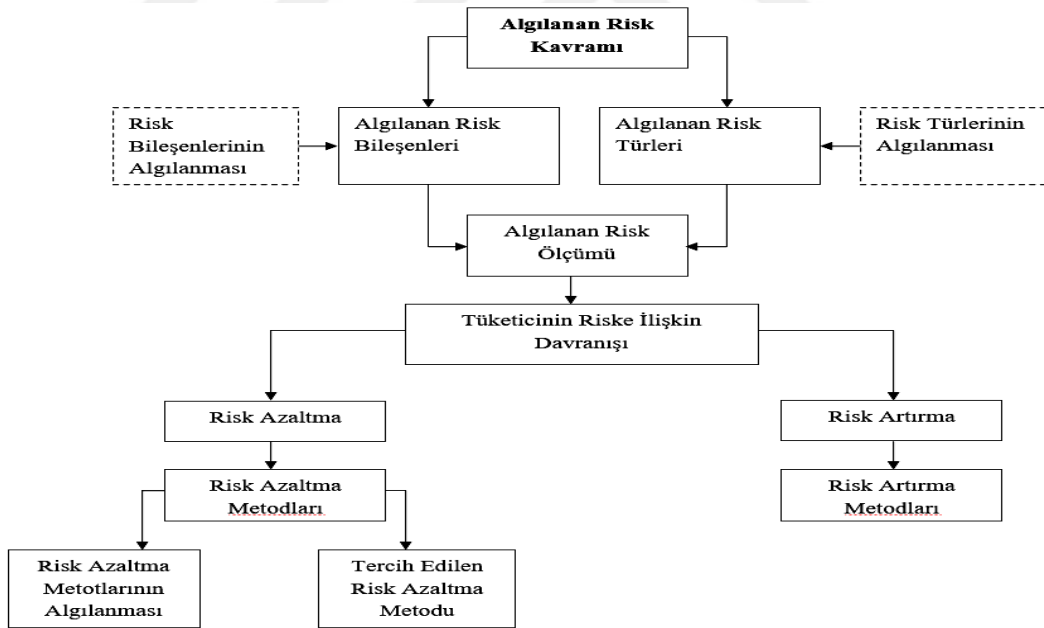 Algılanan Risk
Kavramı
Risk
Bileşenlerinin
Algılanması
Algılanan Risk
Bileşenleri
Algılanan Risk
Türleri
Risk Türlerinin
Algılanması
Algılanan Risk
Ölçümü
Tüketicinin Riske İlişkin
Davranışı
Risk Azaltma
Risk Artırma
Risk Azaltma
Metodları
Risk Artırma
Metodları
Risk Azaltma
Metotlarının
Algılanması
Tercih Edilen
Risk Azaltma
Metodu